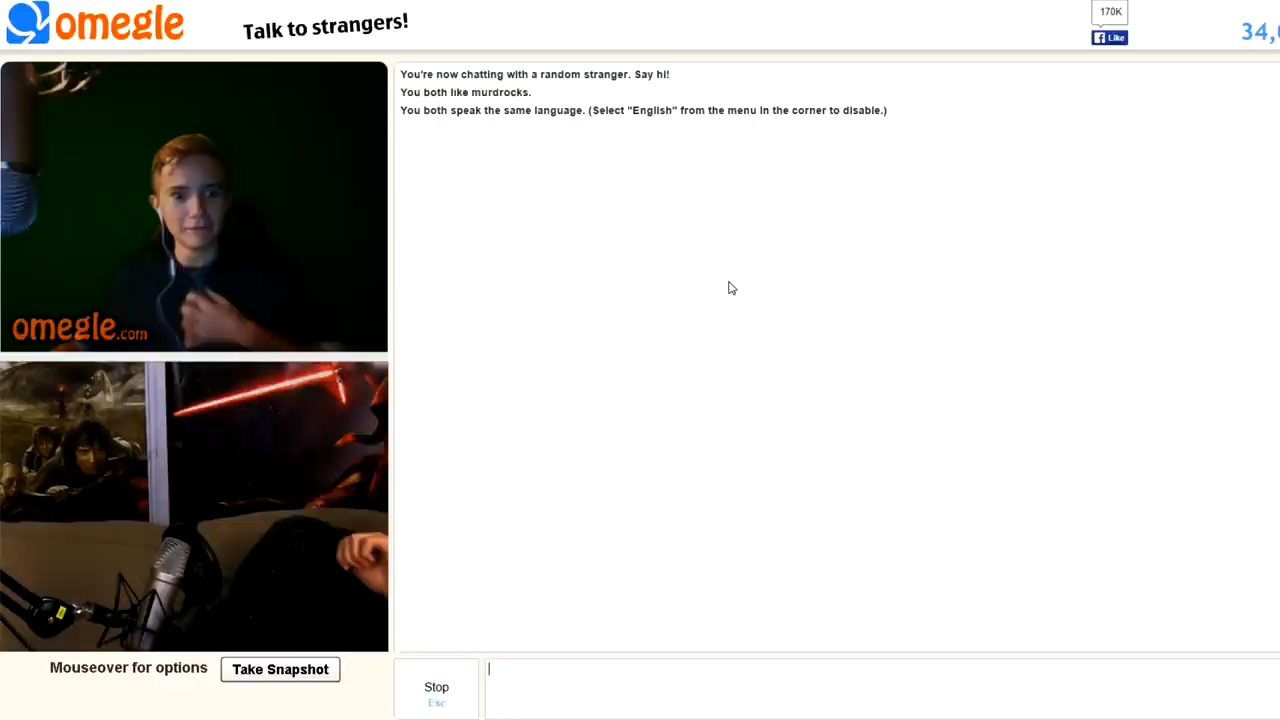 omegle
Talk to strangers!
170K
Like
34,
You're now chatting with a random stranger. Say hi!
You both like murdrocks.
You both speak the same language. (Select "English" from the menu in the corner to disable.)
omegle.com
Mouseover for options
Take Snapshot
Stop
Esc